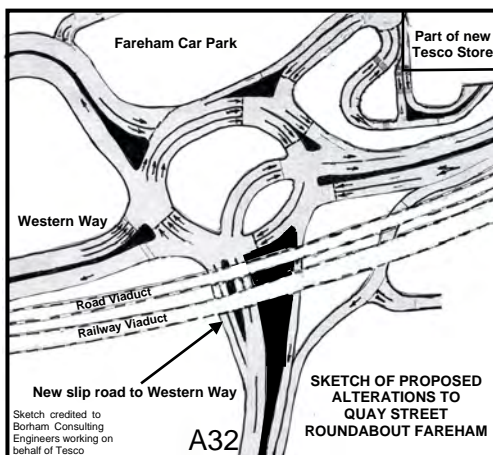 Fareham Car Park
Part of new
Tesco Store
Western Way
Road Viaduct
Railway Viaduct
New slip road to Western Way
Sketch credited to
Borham Consulting
Engineers working on
behalf of Tesco
A32
SKETCH OF PROPOSED
ALTERATIONS TO
QUAY STREET
ROUNDABOUT FAREHAM